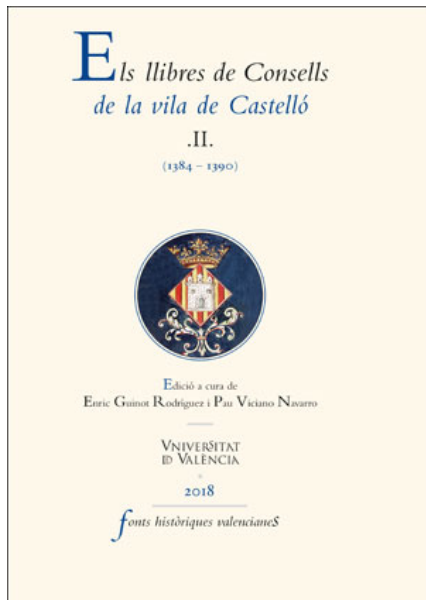 Els llibres de Consells
de la vila de Castelló
.II.
(1384 – 1390)
Edició a cura de
Enric Guinot Rodríguez i Pau Viciano Navarro
VNIVERSITAT
ID VALÈNCIA
2018
fonts històriques valencianes